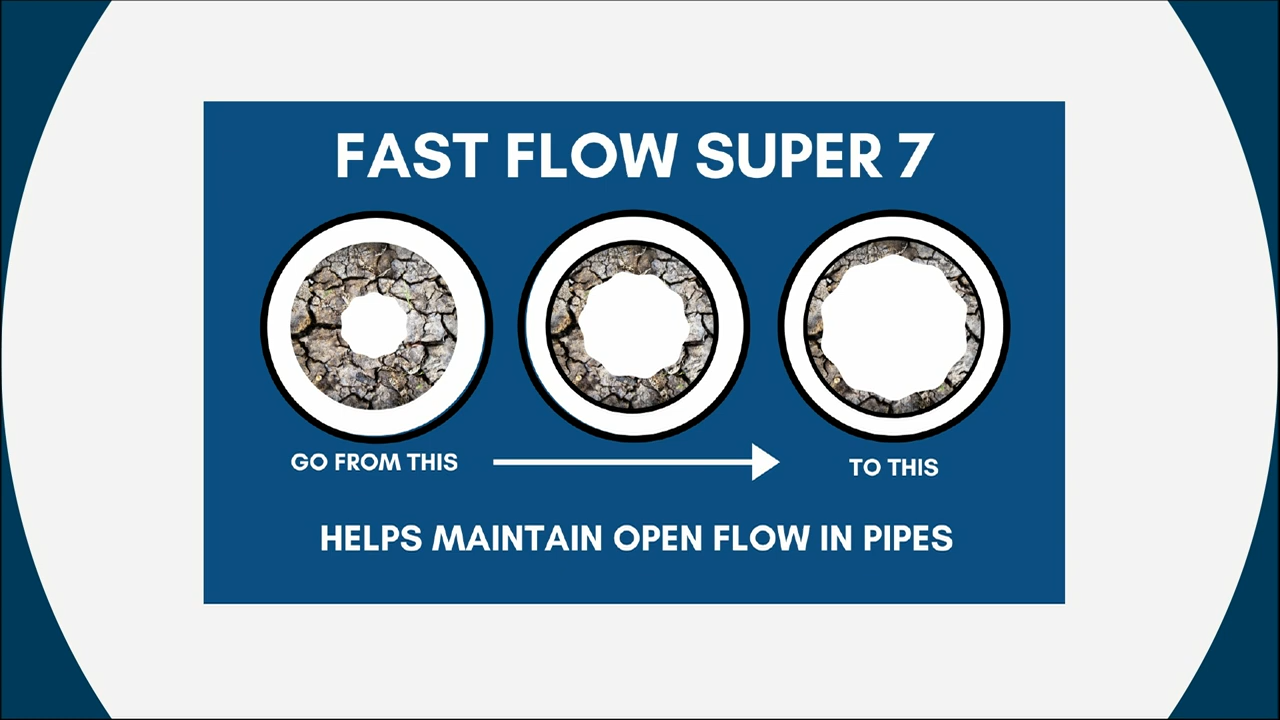 FAST FLOW SUPER 7
GO FROM THIS
TO THIS
HELPS MAINTAIN OPEN FLOW IN PIPES